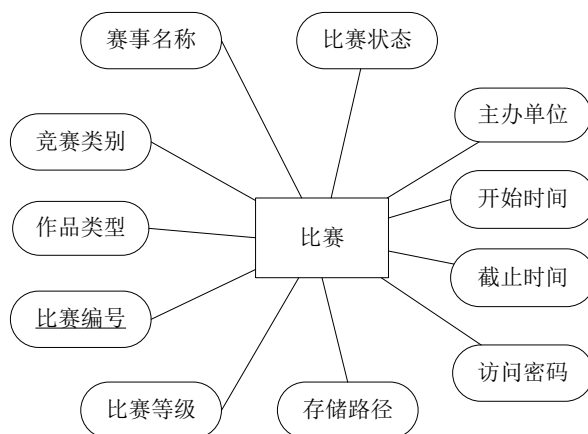 赛事名称
比赛状态
主办单位
竞赛类别
开始时间
作品类型
比赛
截止时间
比赛编号
访问密码
比赛等级
存储路径